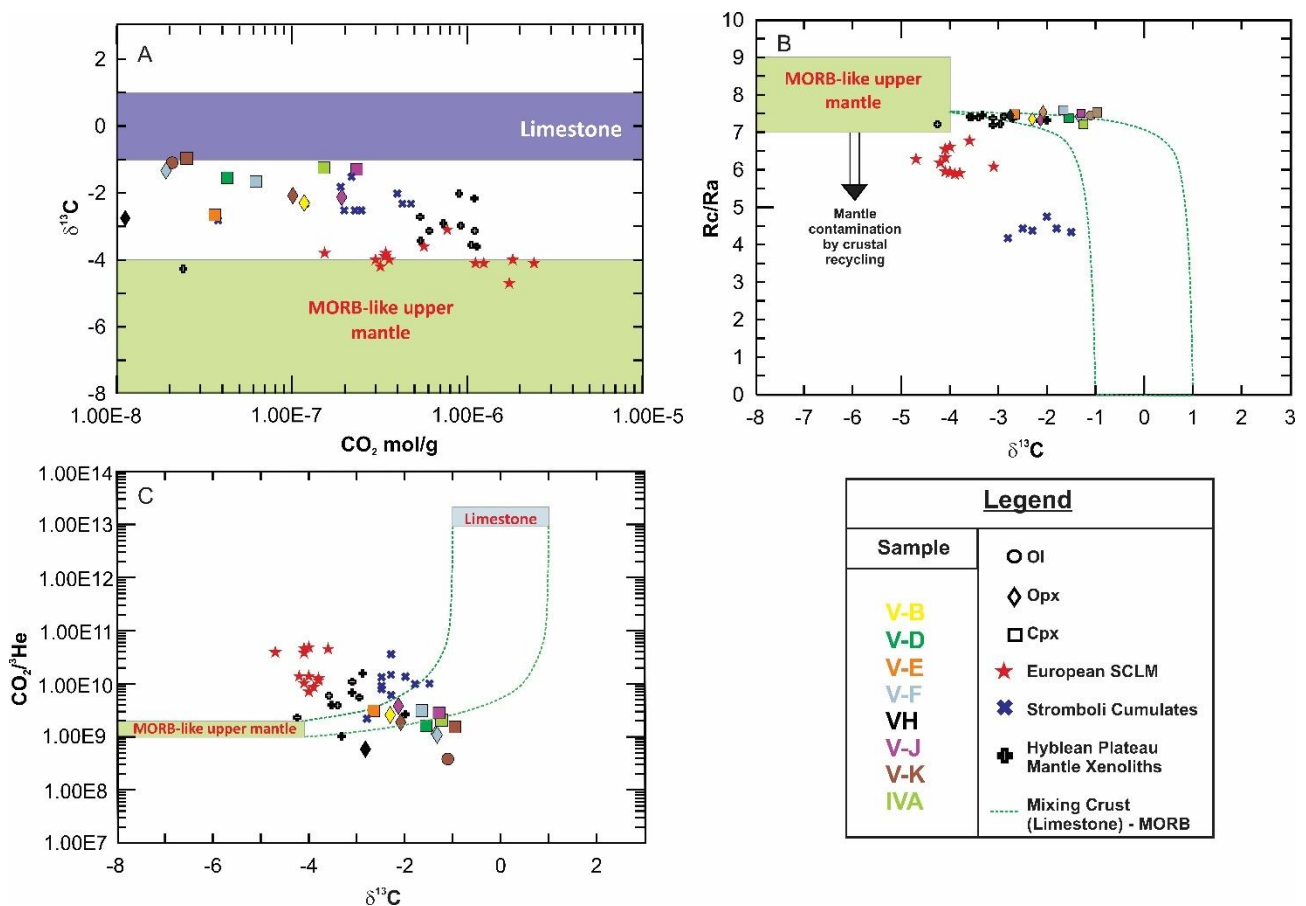 A
2
0
-2
-4
-6
-8
δ¹³C
Limestone
MORB-like upper
mantle
1.00E-8
1.00E-7
1.00E-6
1.00E-5
CO₂ mol/g
B
10
9
8
7
6
5
4
3
2
1
0
Rc/Ra
MORB-like upper
mantle
Mantle
contamination
by crustal
recycling
-8
-7
-6
-5
-4
-3
-2
-1
0
1
2
3
δ¹³C
C
1.00E14
1.00E13
1.00E12
1.00E11
1.00E10
1.00E9
1.00E8
1.00E7
CO₂/³He
Limestone
MORB-like upper mantle
-8
-6
-4
-2
0
2
δ¹³C
Legend
Sample
V-B
V-D
V-E
V-F
VH
V-J
V-K
IVA
Ol
Opx
Cpx
European SCLM
Stromboli Cumulates
Hyblean Plateau
Mantle Xenoliths
Mixing Crust
(Limestone) - MORB